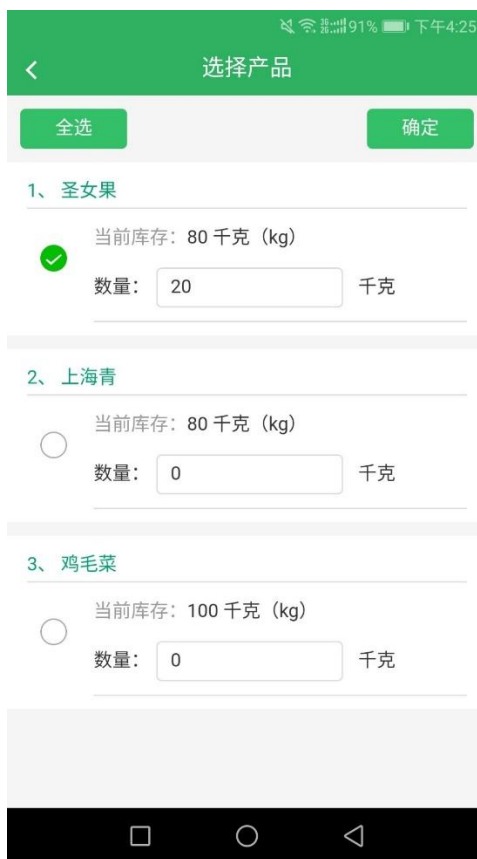 91% 下午4:25
选择产品
全选 确定
1、 圣女果
当前库存：80 千克（kg）
数量： 20 千克
2、 上海青
当前库存：80 千克（kg）
数量： 0 千克
3、 鸡毛菜
当前库存：100 千克（kg）
数量： 0 千克